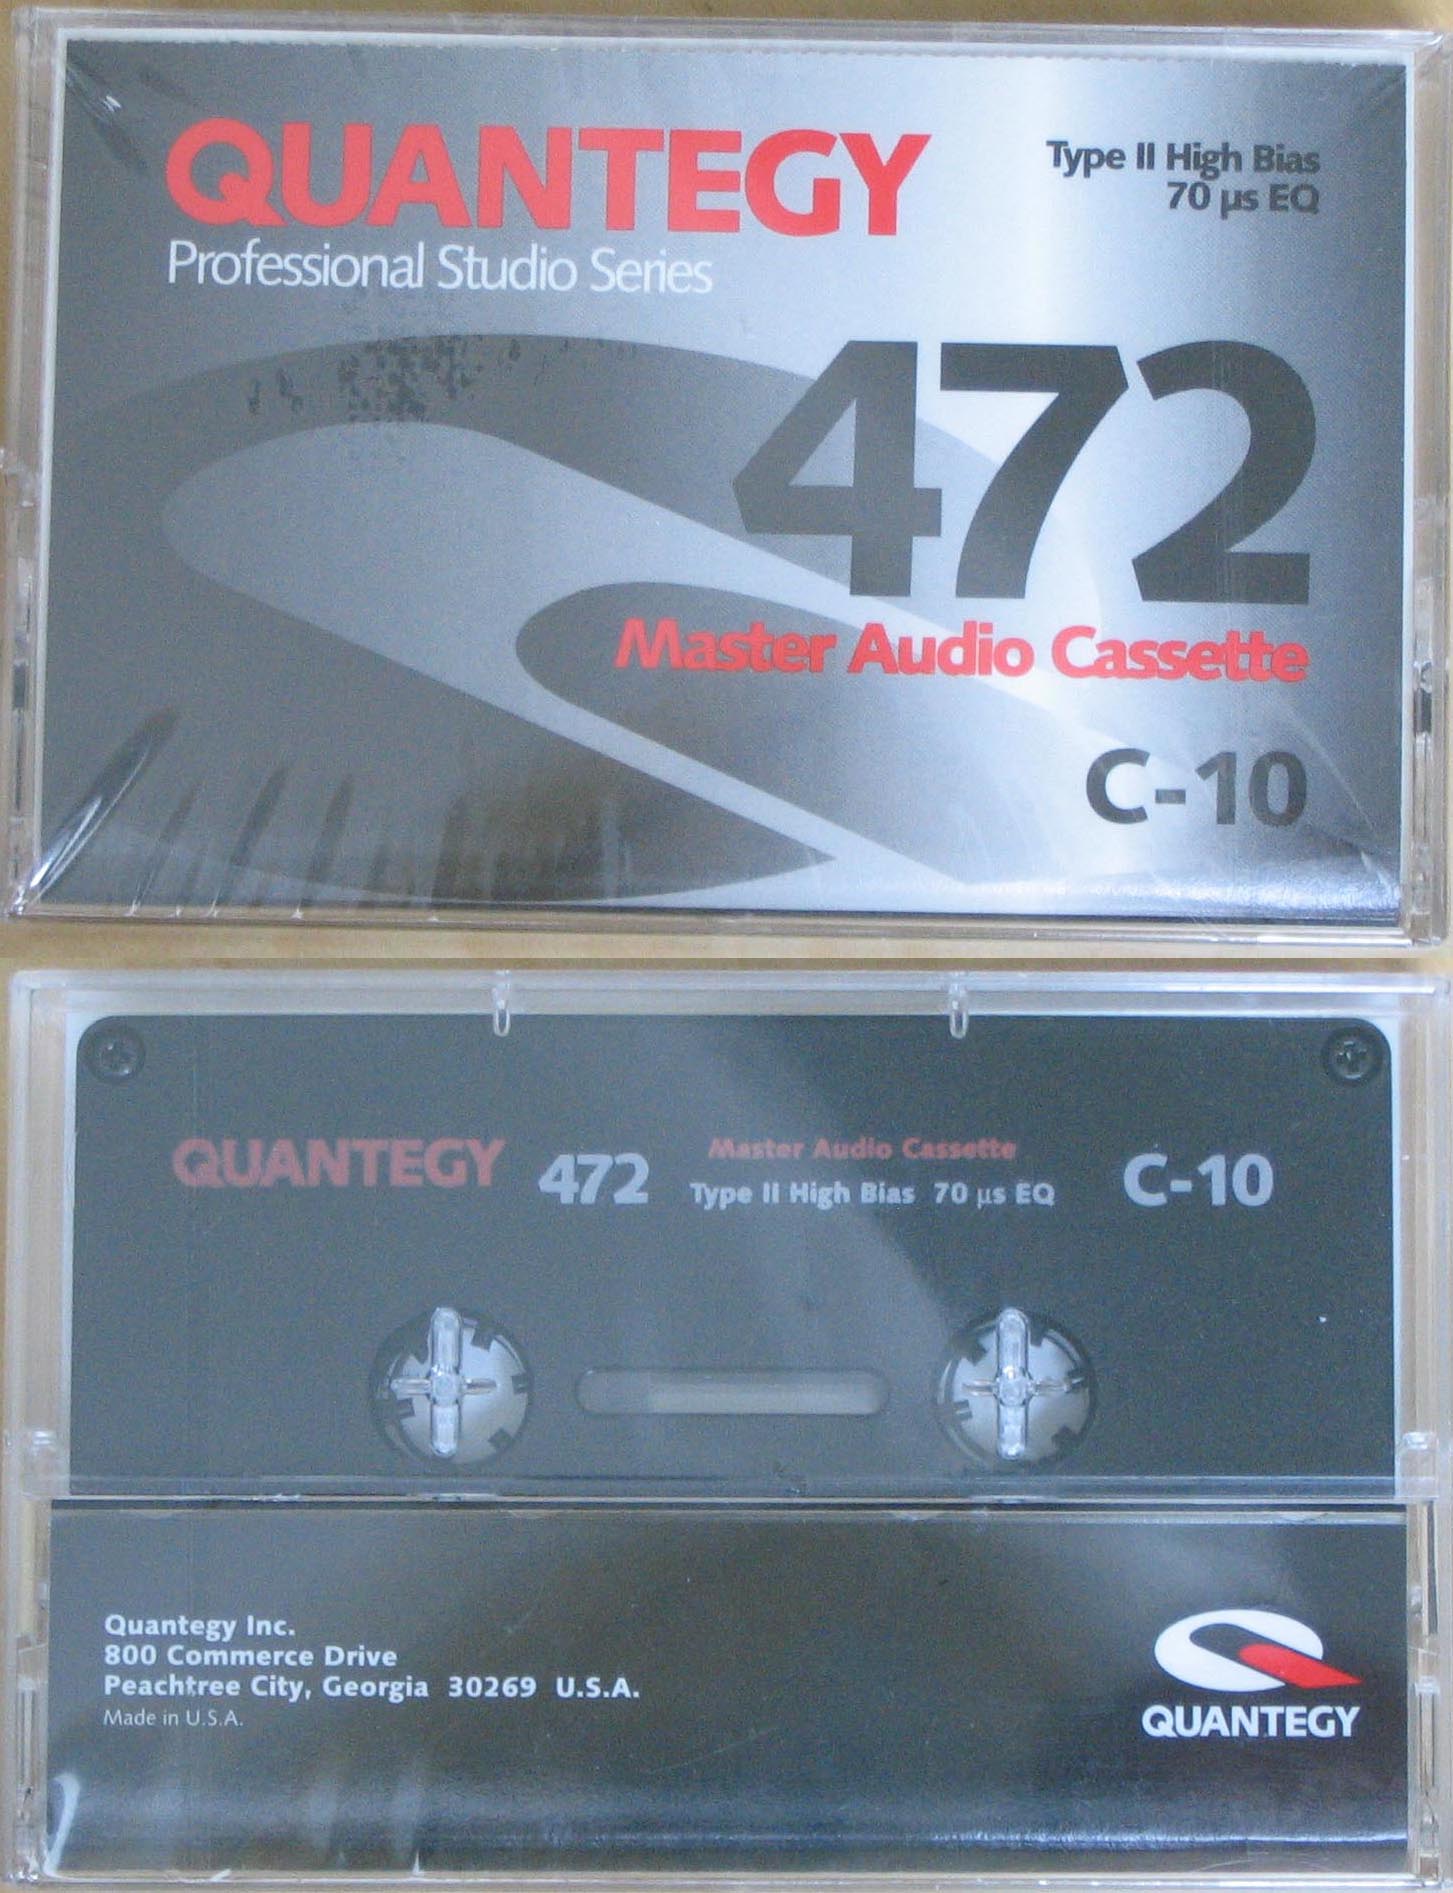 QUANTEGY
Professional Studio Series
Type II High Bias
70 µs EQ
472
Master Audio Cassette
C-10
QUANTEGY 472 Master Audio Cassette C-10
Type II High Bias 70 µs EQ
Quantegy Inc.
800 Commerce Drive
Peachtree City, Georgia 30269 U.S.A.
Made in U.S.A.
QUANTEGY